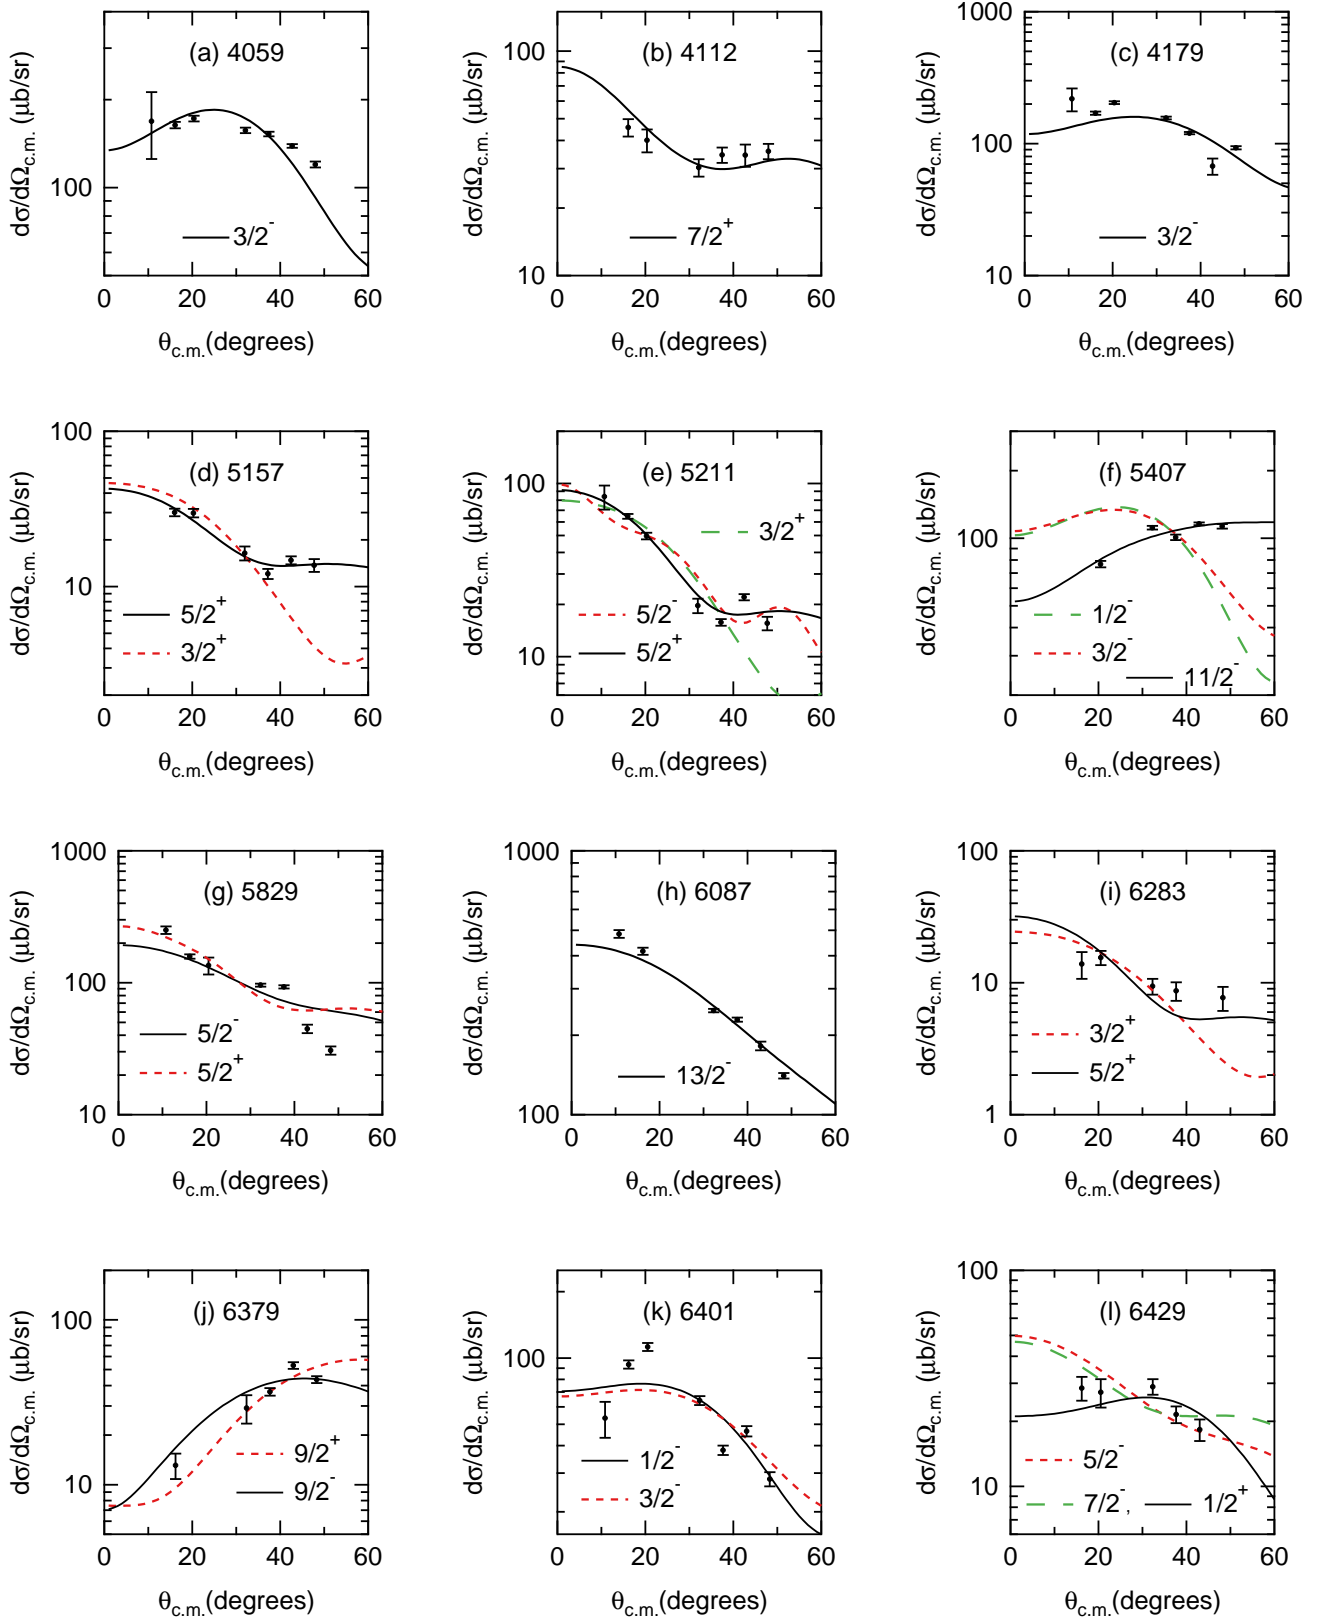 (a) 4059
dσ/dΩc.m. (μb/sr)
100
3/2-
0 20 40 60
θc.m.(degrees)
(b) 4112
dσ/dΩc.m. (μb/sr)
100
10
7/2+
0 20 40 60
θc.m.(degrees)
(c) 4179
dσ/dΩc.m. (μb/sr)
1000
100
10
3/2-
0 20 40 60
θc.m.(degrees)
(d) 5157
dσ/dΩc.m. (μb/sr)
100
10
5/2+
3/2+
0 20 40 60
θc.m.(degrees)
(e) 5211
dσ/dΩc.m. (μb/sr)
100
10
3/2+
5/2-
5/2+
0 20 40 60
θc.m.(degrees)
(f) 5407
dσ/dΩc.m. (μb/sr)
100
1/2-
3/2-
11/2-
0 20 40 60
θc.m.(degrees)
(g) 5829
dσ/dΩc.m. (μb/sr)
1000
100
10
5/2-
5/2+
0 20 40 60
θc.m.(degrees)
(h) 6087
dσ/dΩc.m. (μb/sr)
1000
100
13/2-
0 20 40 60
θc.m.(degrees)
(i) 6283
dσ/dΩc.m. (μb/sr)
100
10
1
3/2+
5/2+
0 20 40 60
θc.m.(degrees)
(j) 6379
dσ/dΩc.m. (μb/sr)
100
10
9/2+
9/2-
0 20 40 60
θc.m.(degrees)
(k) 6401
dσ/dΩc.m. (μb/sr)
100
1/2-
3/2-
0 20 40 60
θc.m.(degrees)
(l) 6429
dσ/dΩc.m. (μb/sr)
100
10
5/2-
7/2-, 1/2+
0 20 40 60
θc.m.(degrees)